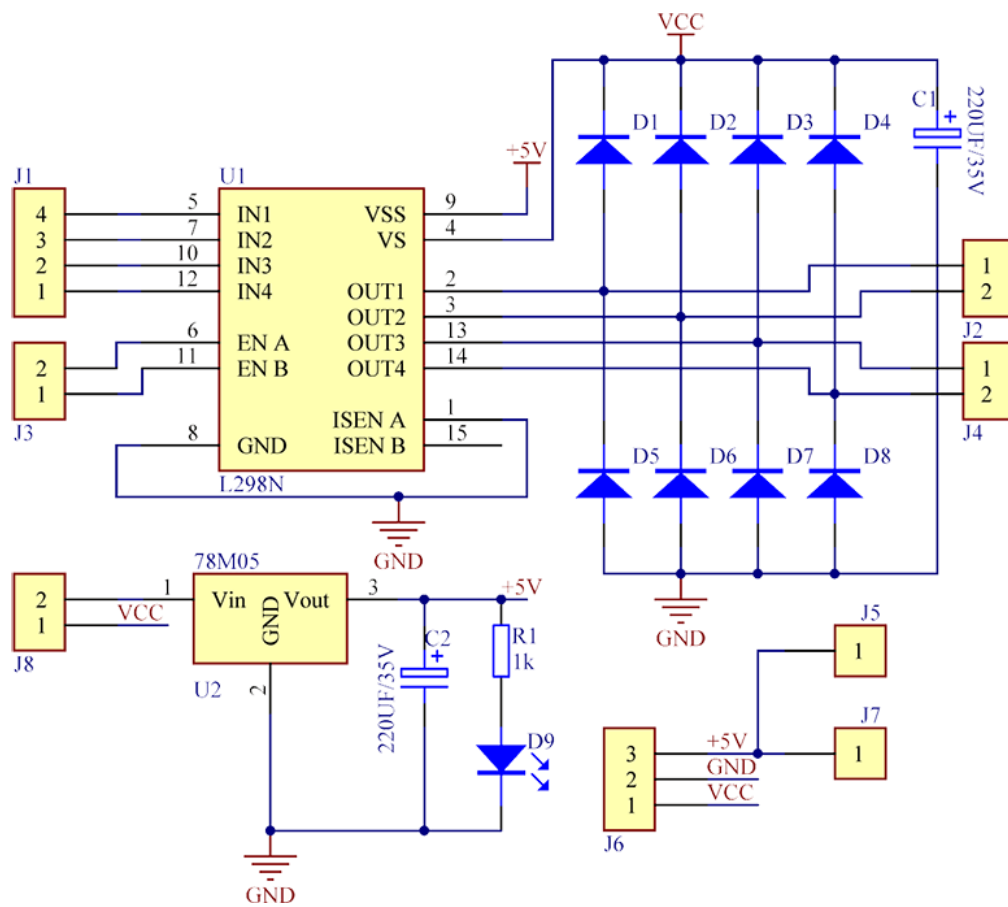 VCC
C1
+
220UF/35V
D1 D2 D3 D4
+5V
J1
4
3
2
1
U1
5 IN1 VSS 9
7 IN2 VS 4
10 IN3
12 IN4 OUT1 2
OUT2 3
6 EN A OUT3 13
11 EN B OUT4 14
ISEN A 1
8 GND ISEN B 15
L298N
J3
2
1
GND
1
2
J2
1
2
J4
D5 D6 D7 D8
GND
78M05
J8
2
1
VCC
1 Vin GND Vout 3
2
U2
+5V
C2
+
220UF/35V
R1
1k
D9
GND
J5
1
J7
1
J6
3 +5V
2 GND
1 VCC